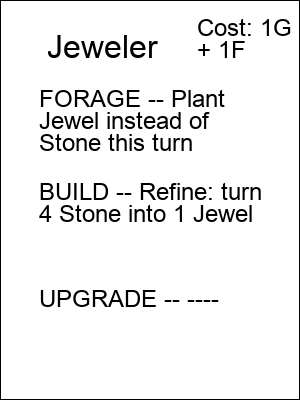 Jeweler
Cost: 1G
+ 1F
FORAGE -- Plant
Jewel instead of
Stone this turn
BUILD -- Refine: turn
4 Stone into 1 Jewel
UPGRADE -- ----